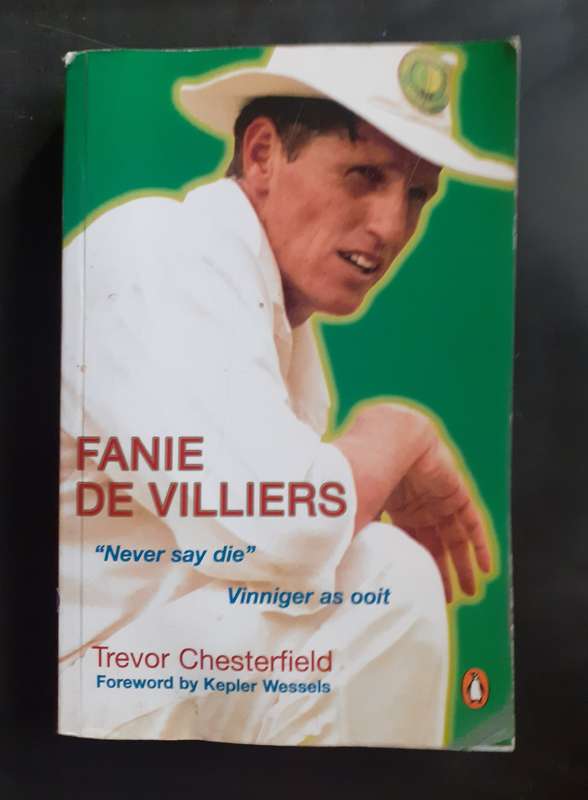 FANIE
DE VILLIERS
"Never say die"
Vinniger as ooit
Trevor Chesterfield
Foreword by Kepler Wessels